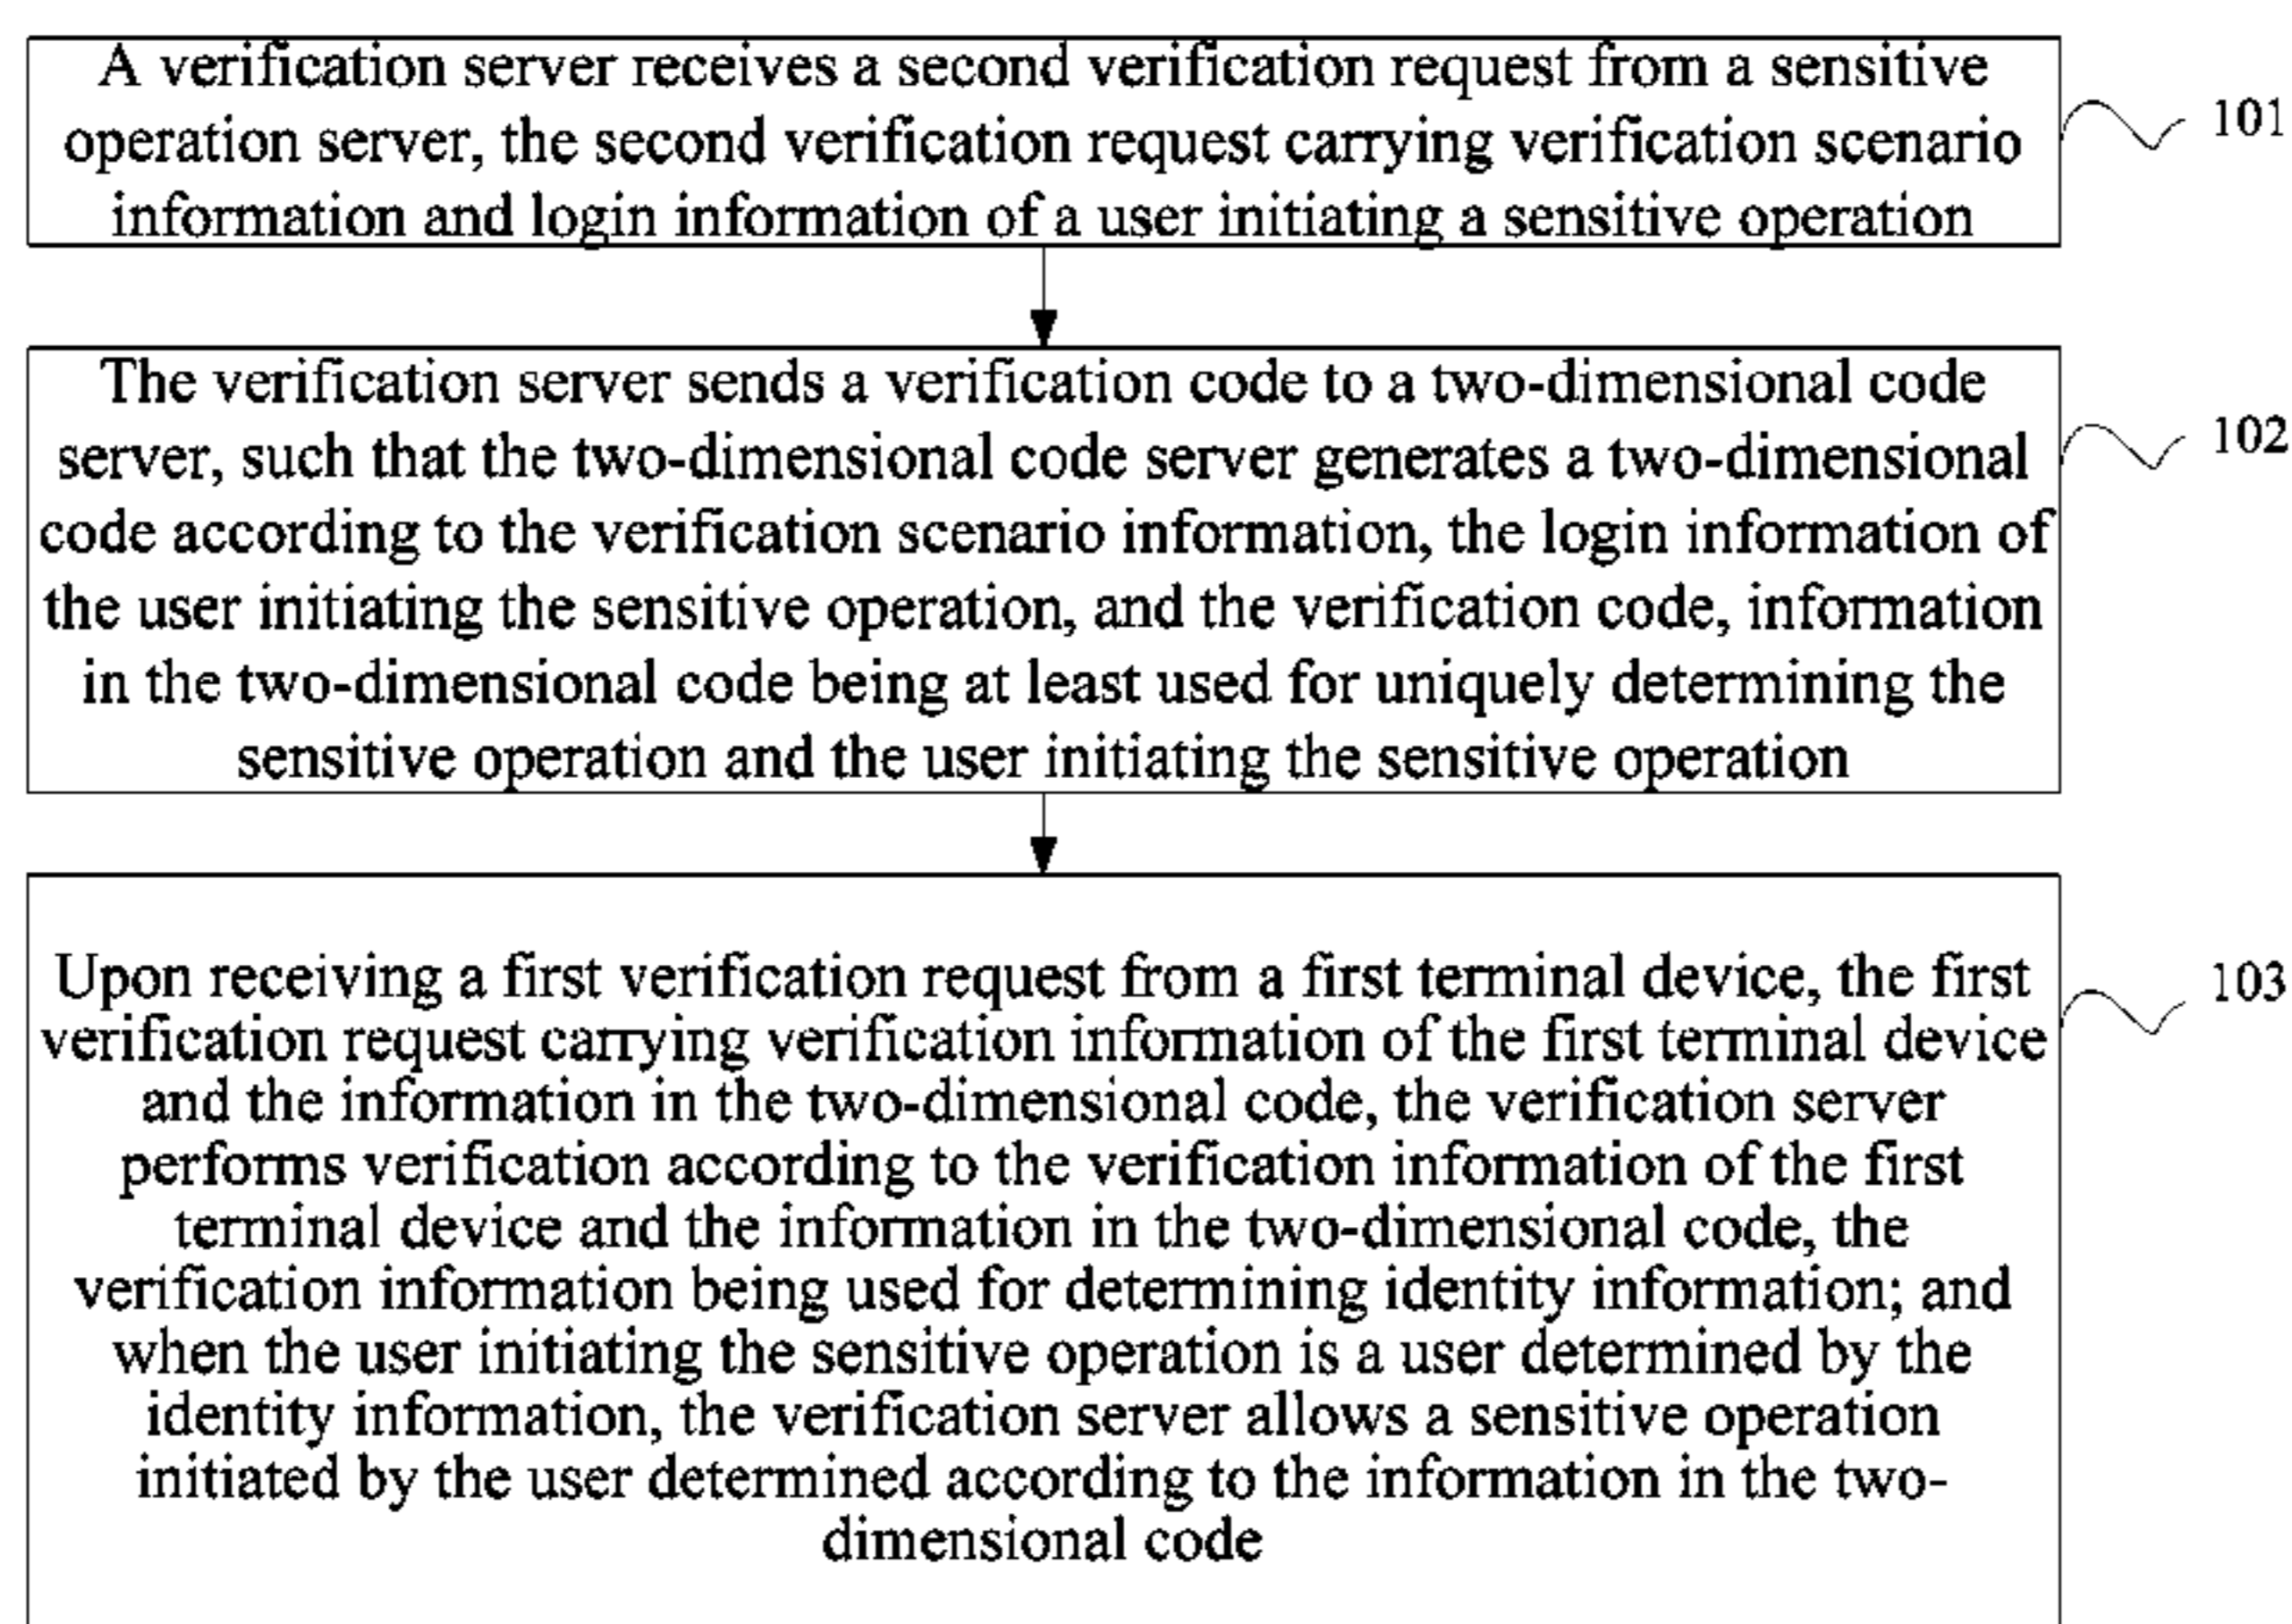 A verification server receives a second verification request from a sensitive
operation server, the second verification request carrying verification scenario
information and login information of a user initiating a sensitive operation
101
The verification server sends a verification code to a two-dimensional code
server, such that the two-dimensional code server generates a two-dimensional
code according to the verification scenario information, the login information of
the user initiating the sensitive operation, and the verification code, information
in the two-dimensional code being at least used for uniquely determining the
sensitive operation and the user initiating the sensitive operation
102
Upon receiving a first verification request from a first terminal device, the first
verification request carrying verification information of the first terminal device
and the information in the two-dimensional code, the verification server
performs verification according to the verification information of the first
terminal device and the information in the two-dimensional code, the
verification information being used for determining identity information; and
when the user initiating the sensitive operation is a user determined by the
identity information, the verification server allows a sensitive operation
initiated by the user determined according to the information in the two-
dimensional code
103